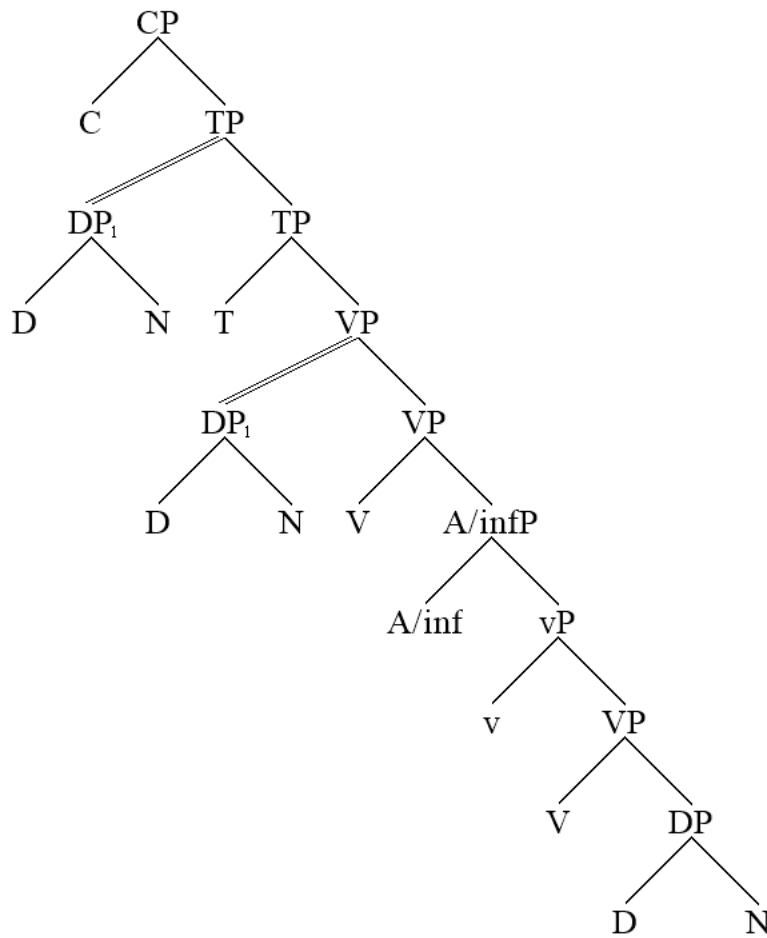 CP
C TP
DP₁ TP
D N T VP
DP₁ VP
D N V A/infP
A/inf vP
v VP
V DP
D N